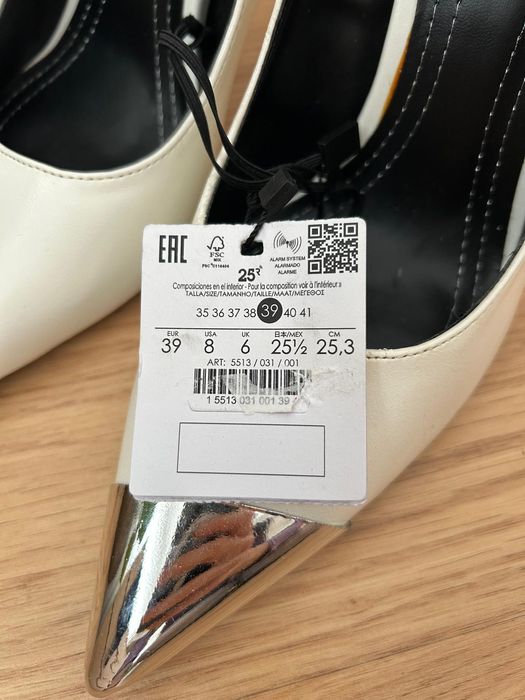 EAC
FSC
MIX
ALARM SYSTEM
ALARMADO
ALARME
Composiciones en el interior - Pour la composition voir à l'intérieur »
TALLA/SIZE/TAMANHO/TAILLE/MAAT/ΜΕΓΕΘΟΣ
35 36 37 38 39 40 41
EUR USA UK 日本/MEX CM
39 8 6 25½ 25,3
ART: 5513 / 031 / 001
1 5513 031 001 39